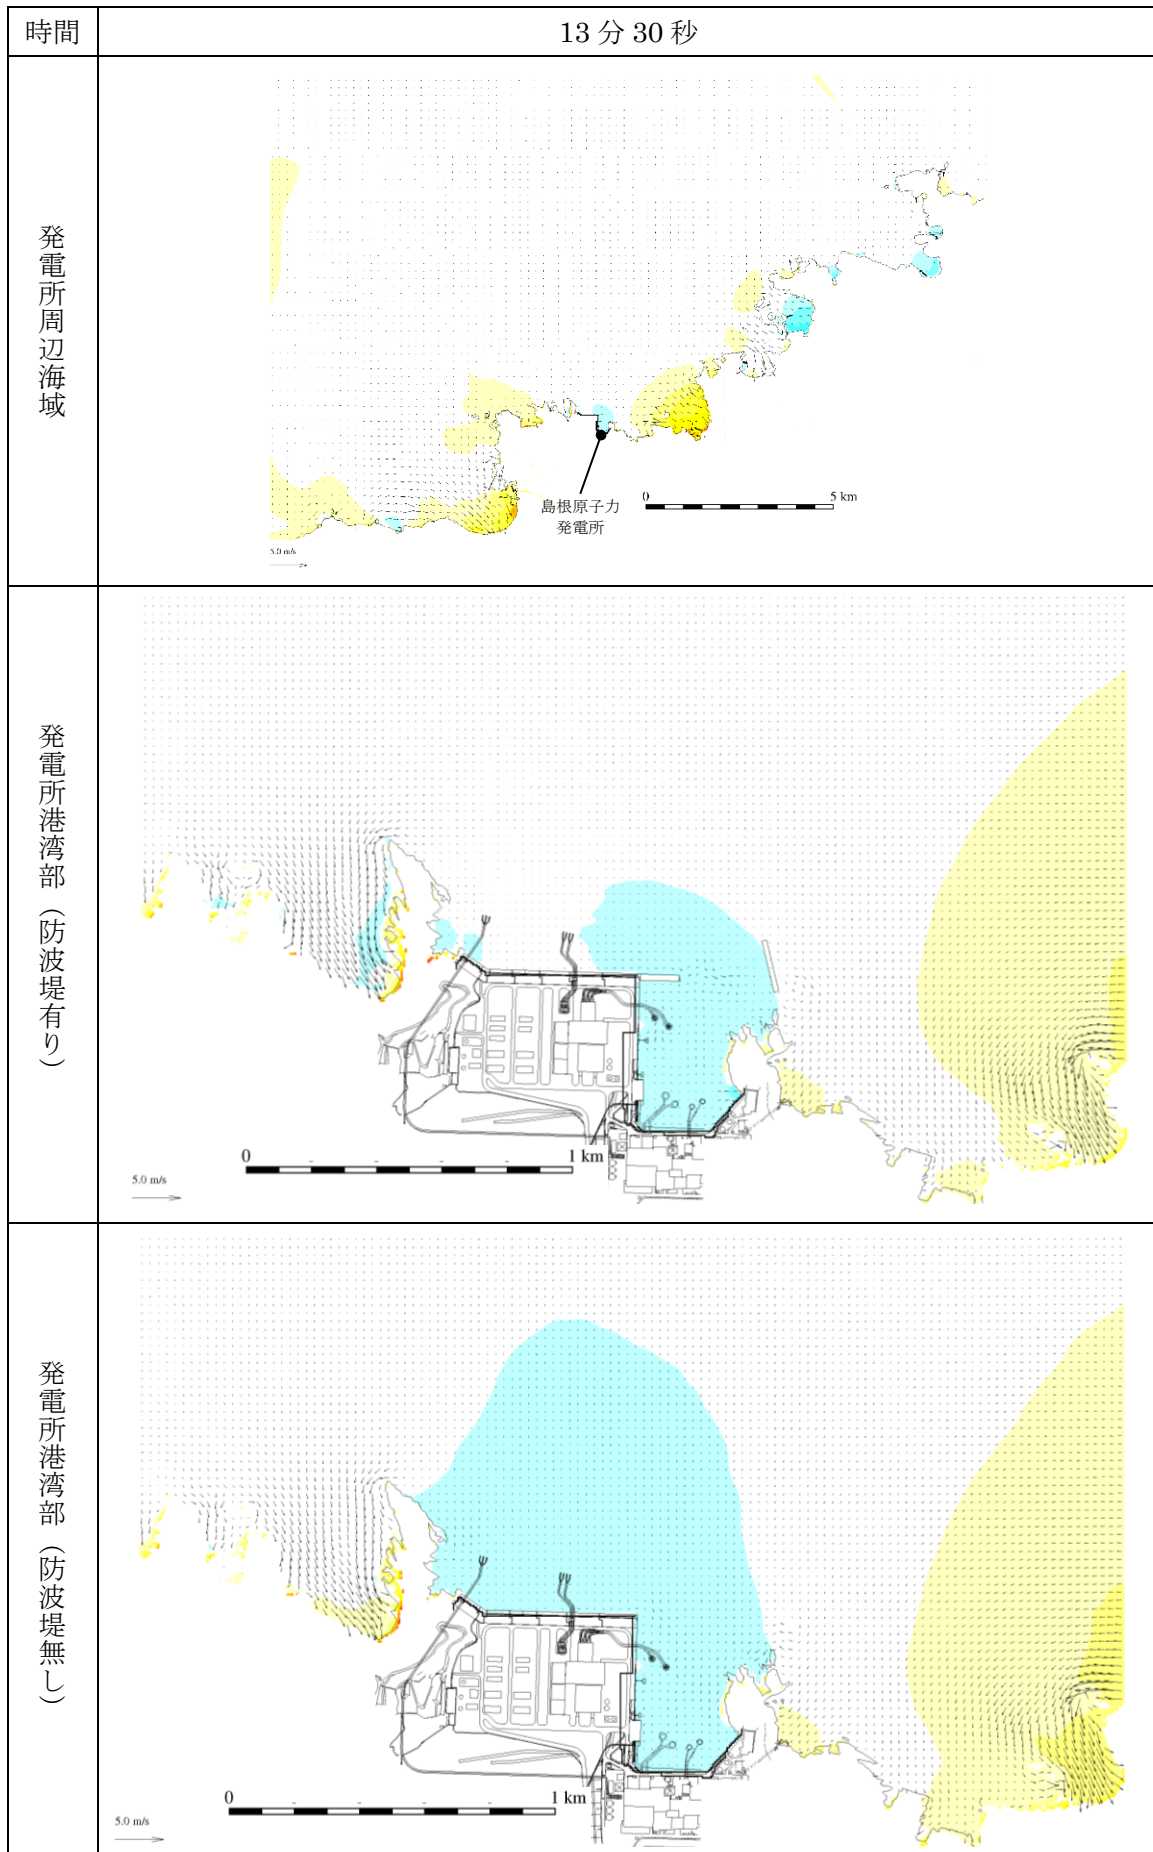 時間
13分30秒
発電所周辺海域
島根原子力
発電所
0
5 km
5.0 m/s
発電所港湾部（防波堤有り）
0
1 km
5.0 m/s
発電所港湾部（防波堤無し）
0
1 km
5.0 m/s